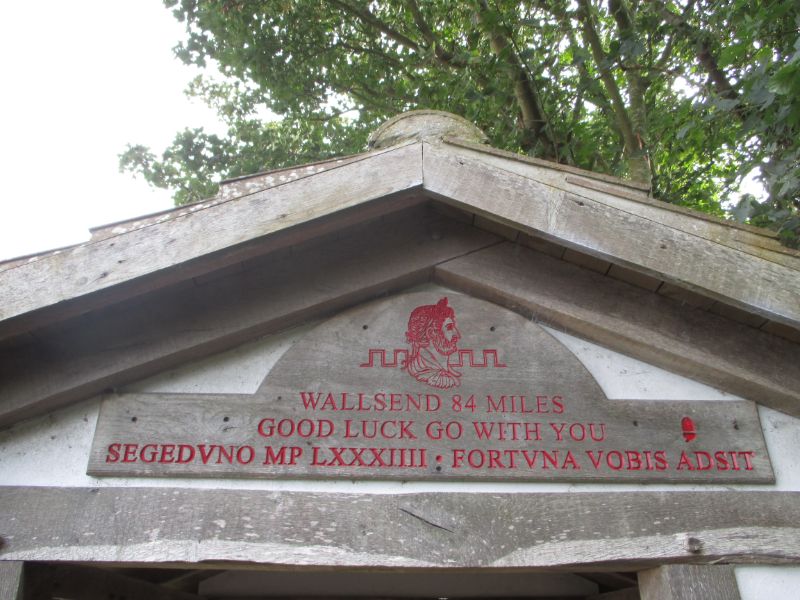 WALLSEND 84 MILES
GOOD LUCK GO WITH YOU
SEGEDVNO MP LXXXIIII · FORTVNA VOBIS ADSIT